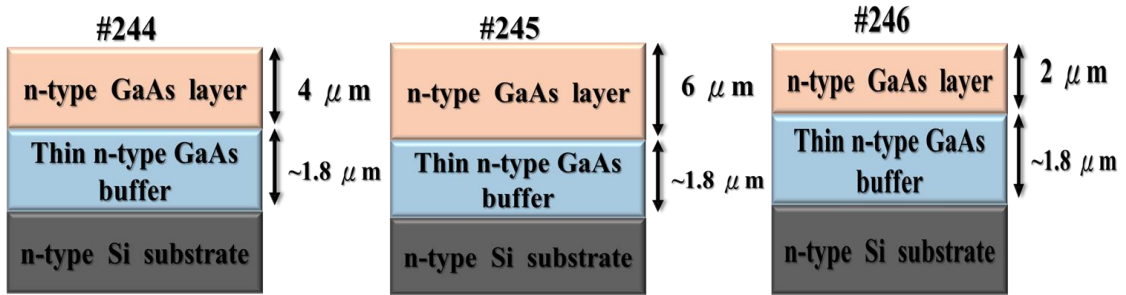 #244
n-type GaAs layer
4 μm
Thin n-type GaAs
buffer
~1.8 μm
n-type Si substrate
#245
n-type GaAs layer
6 μm
Thin n-type GaAs
buffer
~1.8 μm
n-type Si substrate
#246
n-type GaAs layer
2 μm
Thin n-type GaAs
buffer
~1.8 μm
n-type Si substrate